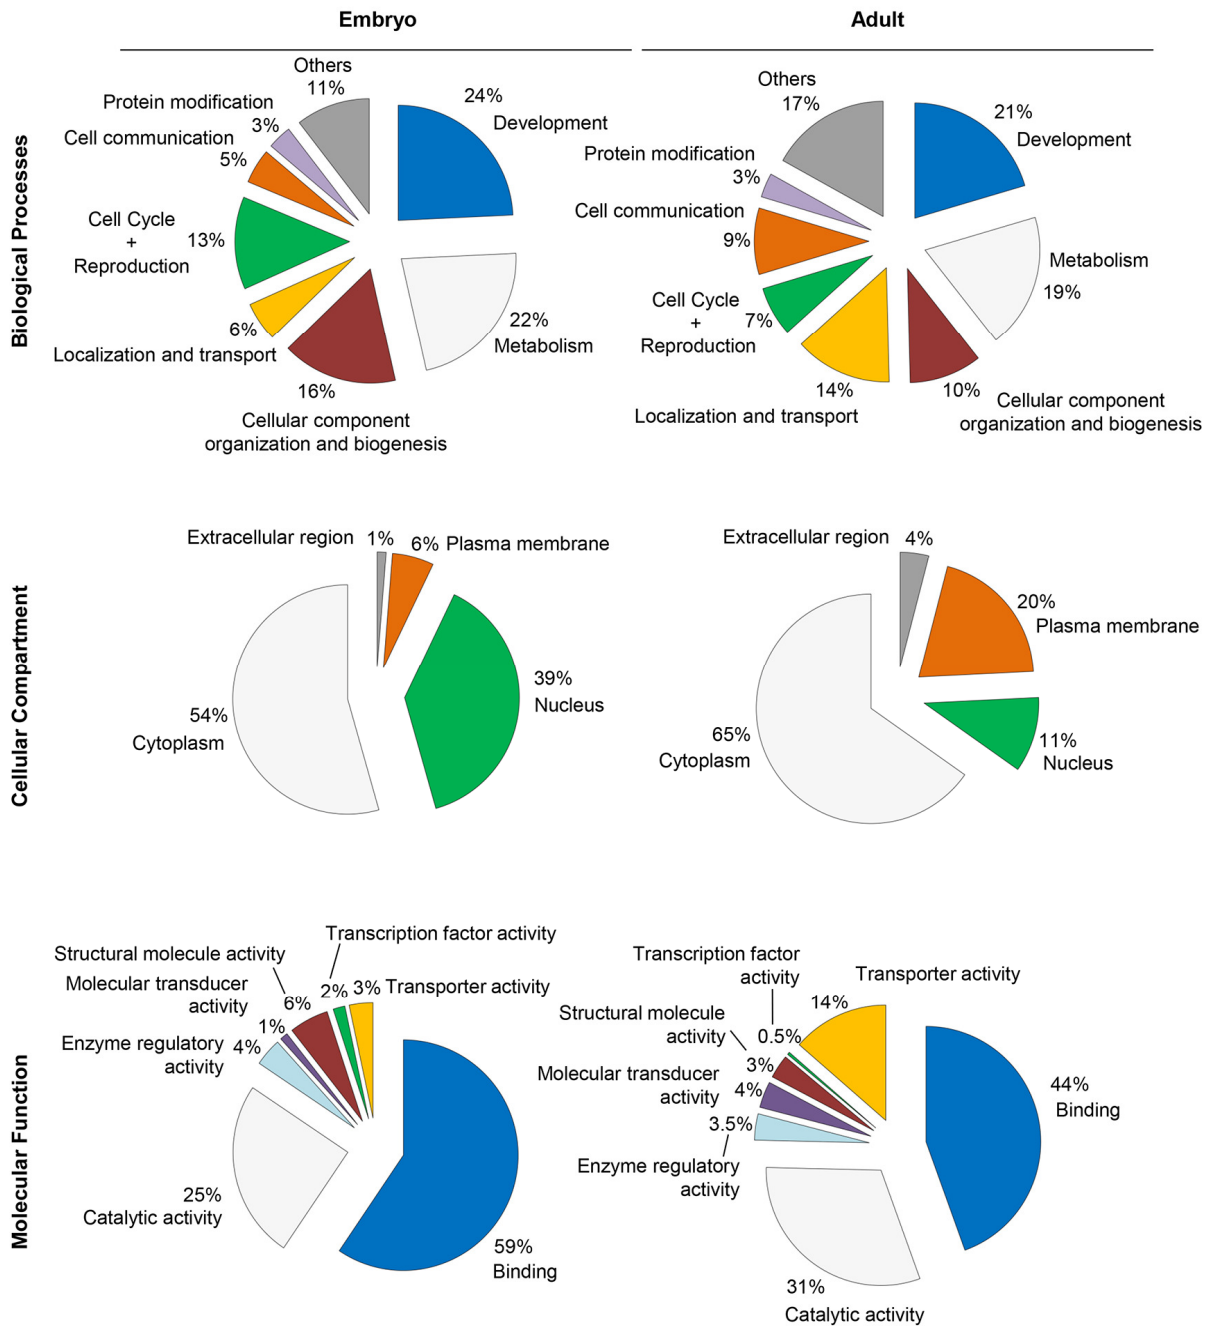 Embryo
Adult
Biological Processes
Others
11%
Protein modification
3%
Cell communication
5%
Cell Cycle
+
Reproduction
13%
6%
Localization and transport
16%
Cellular component
organization and biogenesis
24%
Development
22%
Metabolism
Others
17%
Protein modification
3%
Cell communication
9%
Cell Cycle
+
Reproduction
7%
14%
Localization and transport
10%
Cellular component
organization and biogenesis
21%
Development
Metabolism
19%
Cellular Compartment
Extracellular region
1%
6% Plasma membrane
39%
Nucleus
54%
Cytoplasm
Extracellular region
4%
20%
Plasma membrane
11%
Nucleus
65%
Cytoplasm
Molecular Function
Transcription factor activity
2%
Structural molecule activity
6%
Molecular transducer
activity
1%
Enzyme regulatory
activity
4%
3% Transporter activity
25%
Catalytic activity
59%
Binding
Transcription factor
activity
0.5%
Structural molecule
activity
3%
Molecular transducer
activity
4%
3.5%
Enzyme regulatory
activity
Transporter activity
14%
44%
Binding
31%
Catalytic activity